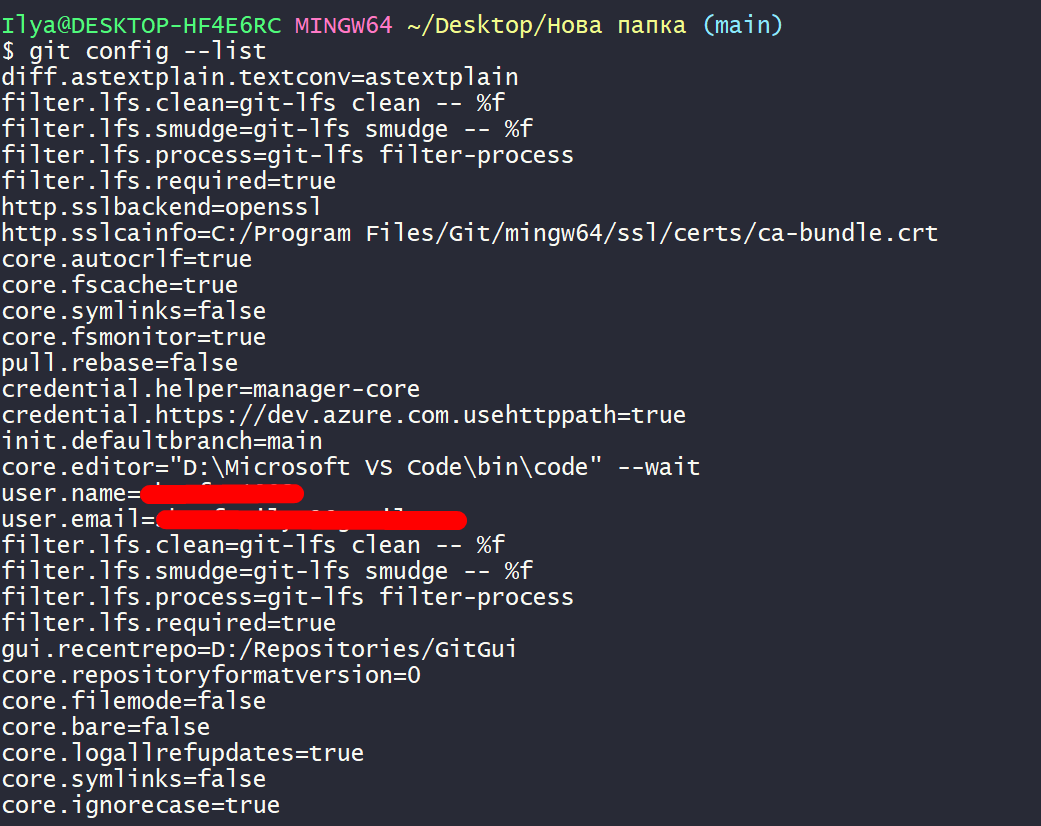 Ilya@DESKTOP-HF4E6RC MINGW64 ~/Desktop/Нова папка (main)
$ git config --list
diff.astextplain.textconv=astextplain
filter.lfs.clean=git-lfs clean -- %f
filter.lfs.smudge=git-lfs smudge -- %f
filter.lfs.process=git-lfs filter-process
filter.lfs.required=true
http.sslbackend=openssl
http.sslcainfo=C:/Program Files/Git/mingw64/ssl/certs/ca-bundle.crt
core.autocrlf=true
core.fscache=true
core.symlinks=false
core.fsmonitor=true
pull.rebase=false
credential.helper=manager-core
credential.https://dev.azure.com.usehttppath=true
init.defaultbranch=main
core.editor="D:\Microsoft VS Code\bin\code" --wait
user.name=
user.email=
filter.lfs.clean=git-lfs clean -- %f
filter.lfs.smudge=git-lfs smudge -- %f
filter.lfs.process=git-lfs filter-process
filter.lfs.required=true
gui.recentrepo=D:/Repositories/GitGui
core.repositoryformatversion=0
core.filemode=false
core.bare=false
core.logallrefupdates=true
core.symlinks=false
core.ignorecase=true